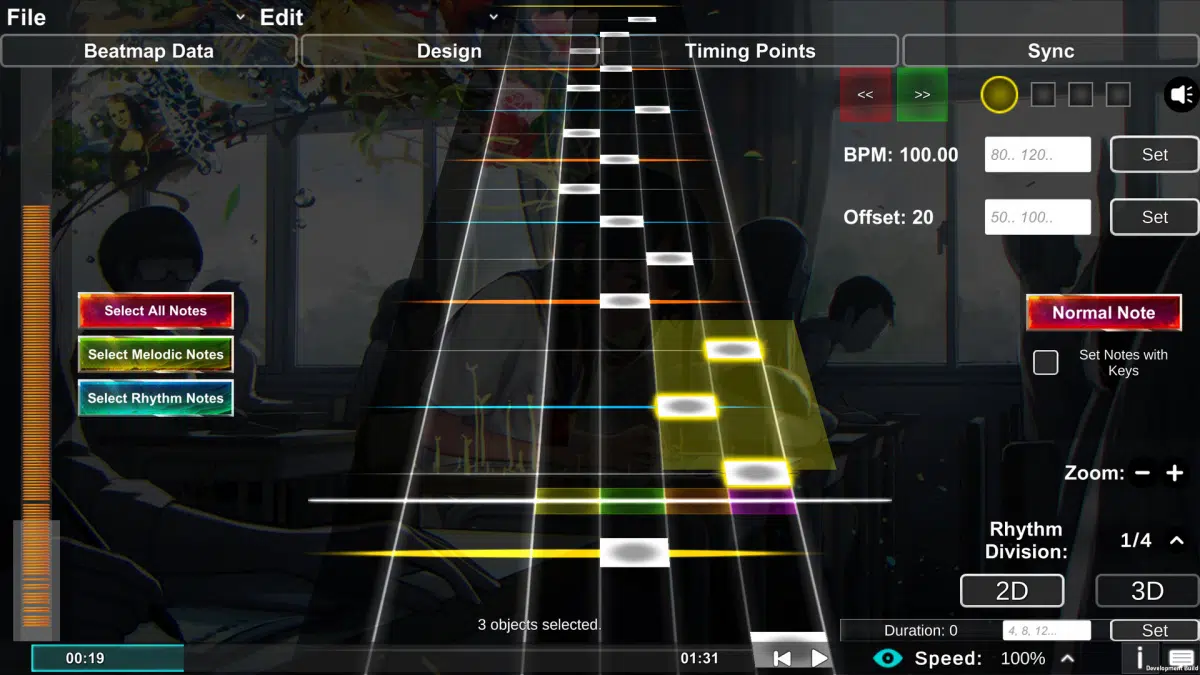 File
Edit
Beatmap Data
Design
Timing Points
Sync
<<
>>
BPM: 100.00
80.. 120..
Set
Offset: 20
50.. 100..
Set
Select All Notes
Select Melodic Notes
Select Rhythm Notes
Normal Note
Set Notes with
Keys
Zoom:
Rhythm
Division:
1/4
2D
3D
3 objects selected.
Duration: 0
4, 8, 12...
Set
00:19
01:31
Speed:
100%
Development Build